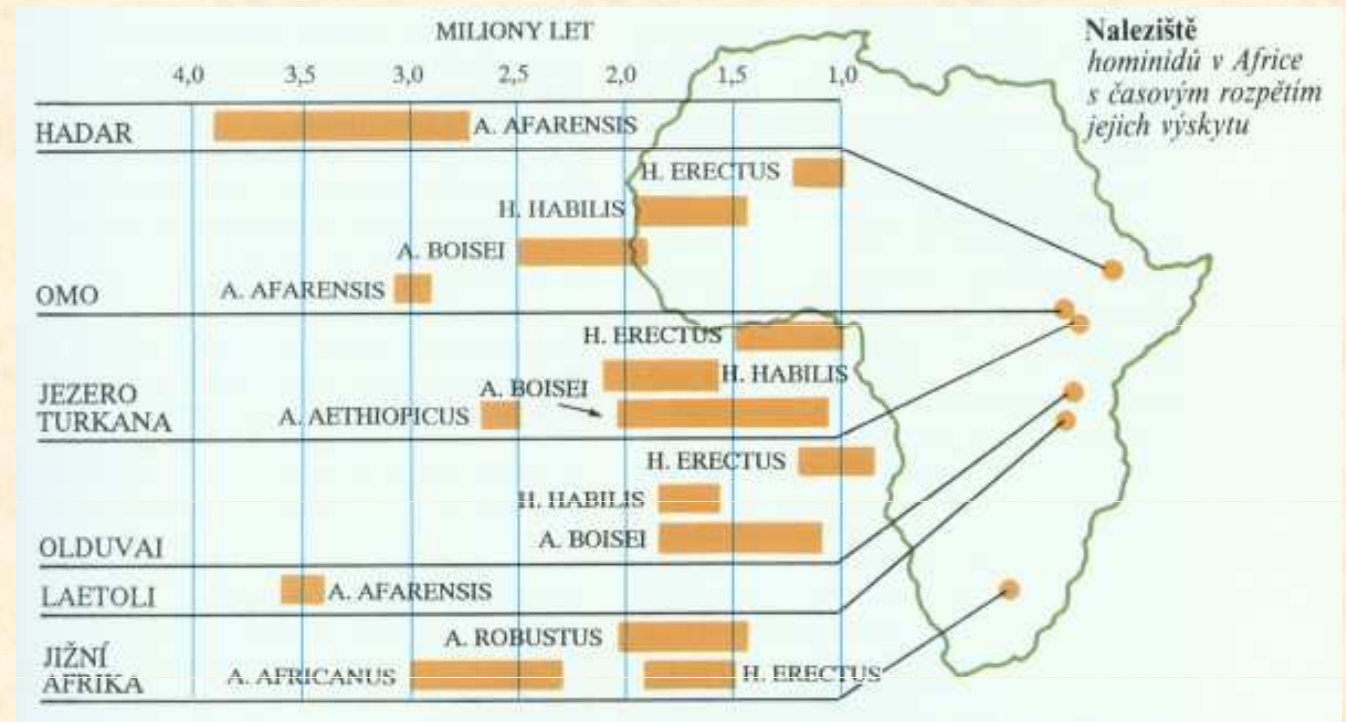 MILIONY LET
4,0 3,5 3,0 2,5 2,0 1,5 1,0
Naleziště
hominidů v Africe
s časovým rozpětím
jejich výskytu
HADAR
A. AFARENSIS
H. ERECTUS
H. HABILIS
A. BOISEI
A. AFARENSIS
OMO
H. ERECTUS
H. HABILIS
A. BOISEI
A. AETHIOPICUS
JEZERO
TURKANA
H. ERECTUS
H. HABILIS
A. BOISEI
OLDUVAI
LAETOLI
A. AFARENSIS
A. ROBUSTUS
JIŽNÍ
AFRIKA
A. AFRICANUS
H. ERECTUS